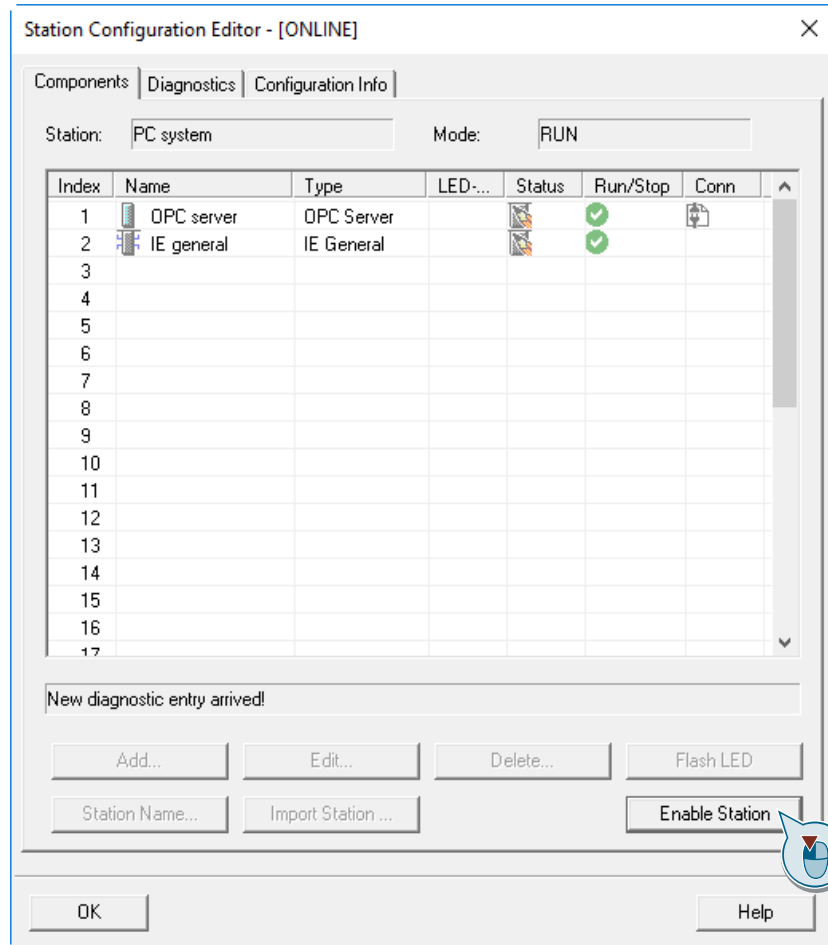 Station Configuration Editor - [ONLINE]
Components Diagnostics Configuration Info
Station: PC system Mode: RUN
Index Name Type LED-... Status Run/Stop Conn
1 OPC server OPC Server
2 IE general IE General
3
4
5
6
7
8
9
10
11
12
13
14
15
16
17
New diagnostic entry arrived!
Add... Edit... Delete... Flash LED
Station Name... Import Station ... Enable Station
OK Help